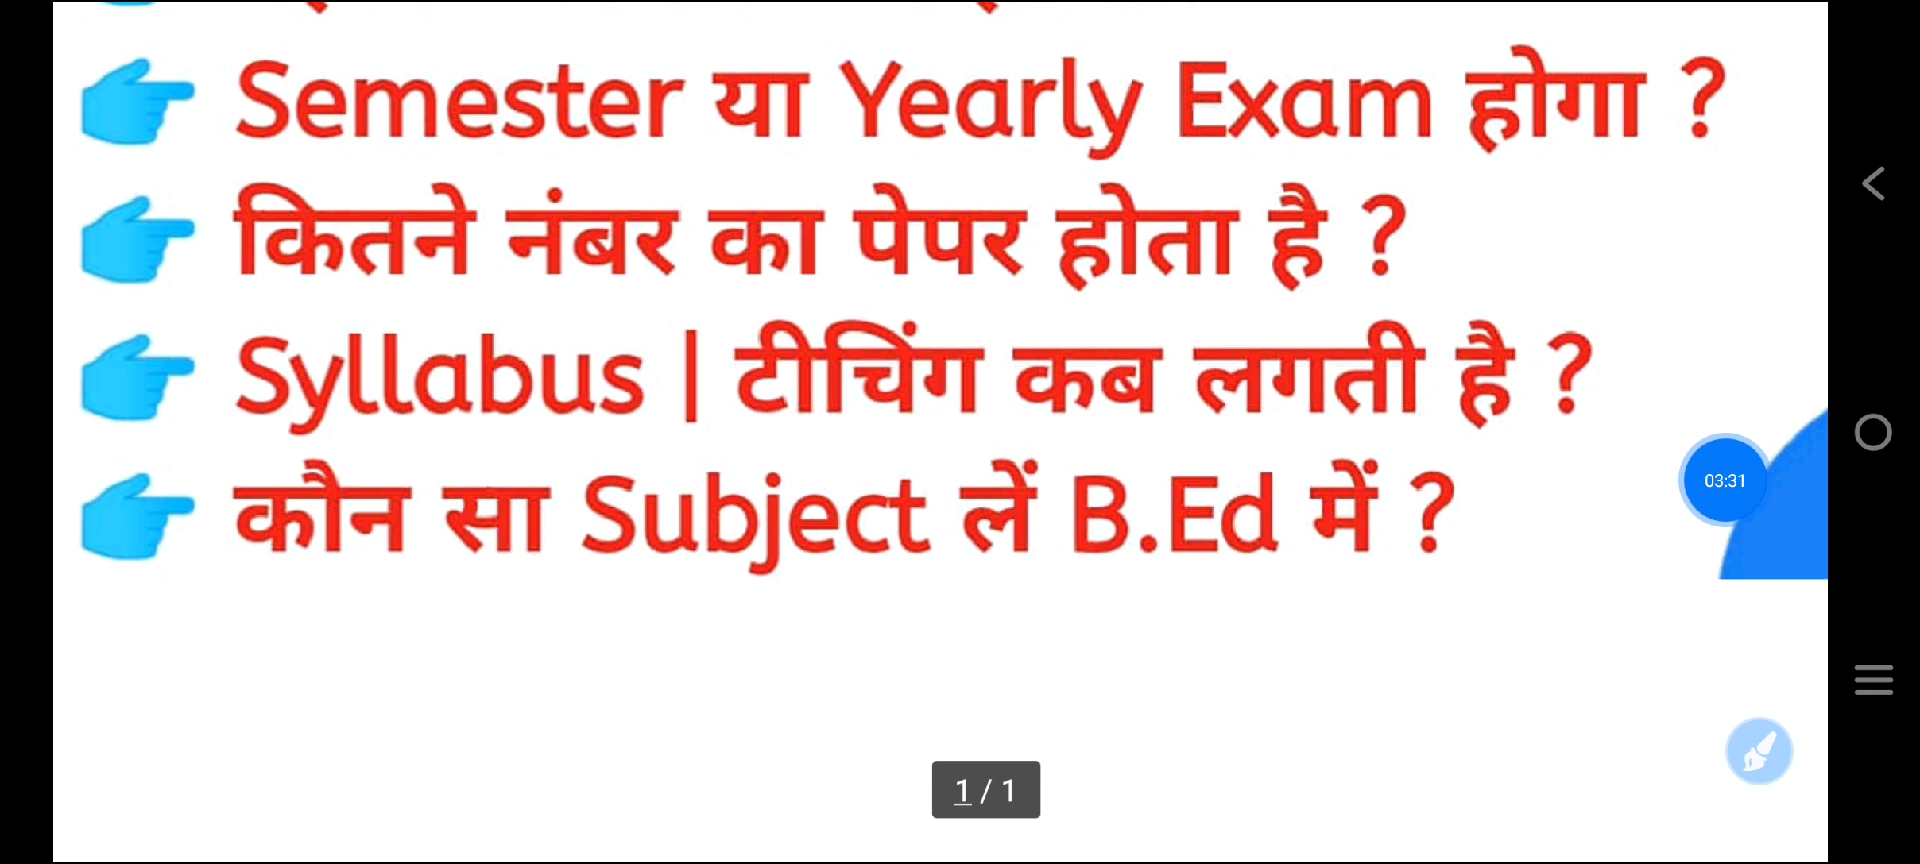 Semester या Yearly Exam होगा ?
कितने नंबर का पेपर होता है ?
Syllabus | टीचिंग कब लगती है ?
कौन सा Subject लें B.Ed में ?
03:31
1 / 1